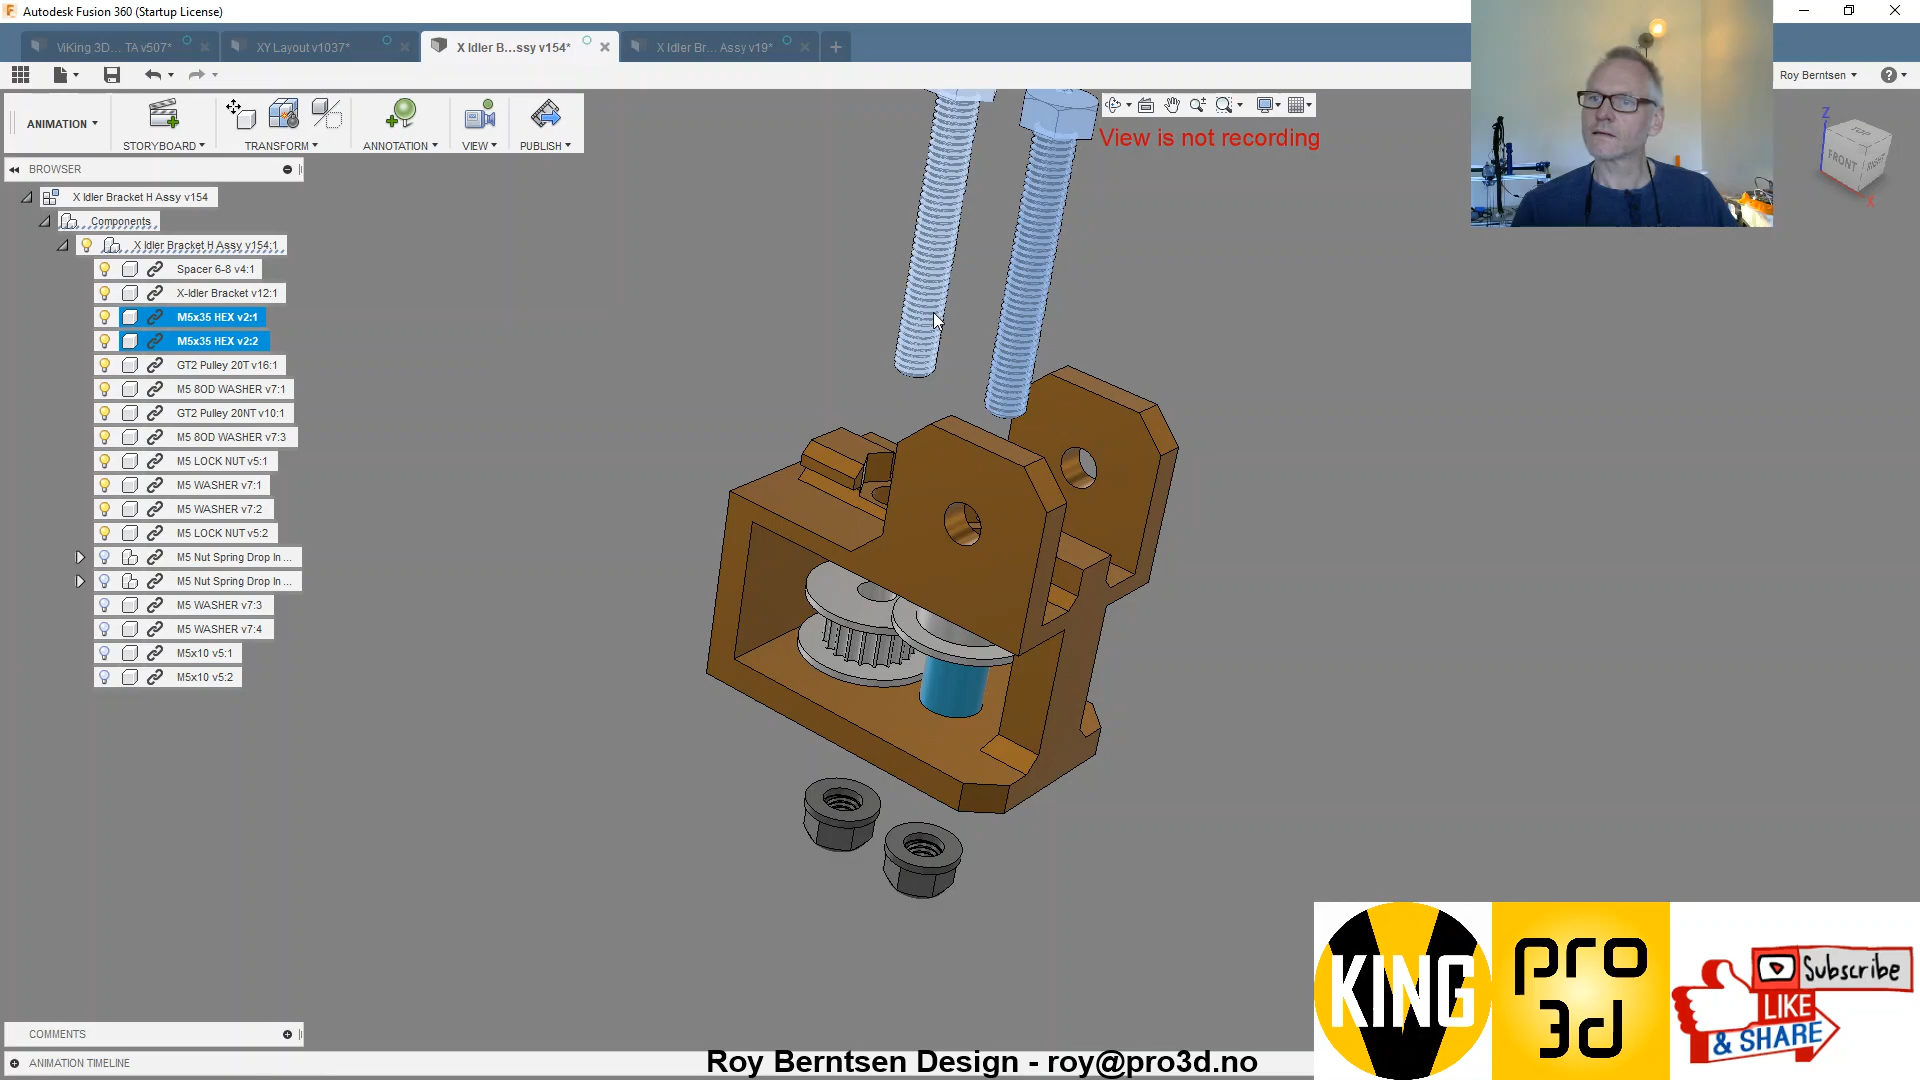 Autodesk Fusion 360 (Startup License)
ViKing 3D... TA v507*
XY Layout v1037*
X Idler B...ssy v154*
X Idler Br... Assy v19*
Roy Berntsen
ANIMATION
STORYBOARD
TRANSFORM
ANNOTATION
VIEW
PUBLISH
View is not recording
BROWSER
X Idler Bracket H Assy v154
Components
X Idler Bracket H Assy v154:1
Spacer 6-8 v4:1
X-Idler Bracket v12:1
M5x35 HEX v2:1
M5x35 HEX v2:2
GT2 Pulley 20T v16:1
M5 8OD WASHER v7:1
GT2 Pulley 20NT v10:1
M5 8OD WASHER v7:3
M5 LOCK NUT v5:1
M5 WASHER v7:1
M5 WASHER v7:2
M5 LOCK NUT v5:2
M5 Nut Spring Drop In ...
M5 Nut Spring Drop In ...
M5 WASHER v7:3
M5 WASHER v7:4
M5x10 v5:1
M5x10 v5:2
Z
TOP
FRONT
RIGHT
X
COMMENTS
ANIMATION TIMELINE
Roy Berntsen Design - roy@pro3d.no
KING
pro
3d
Subscribe
LIKE
& SHARE